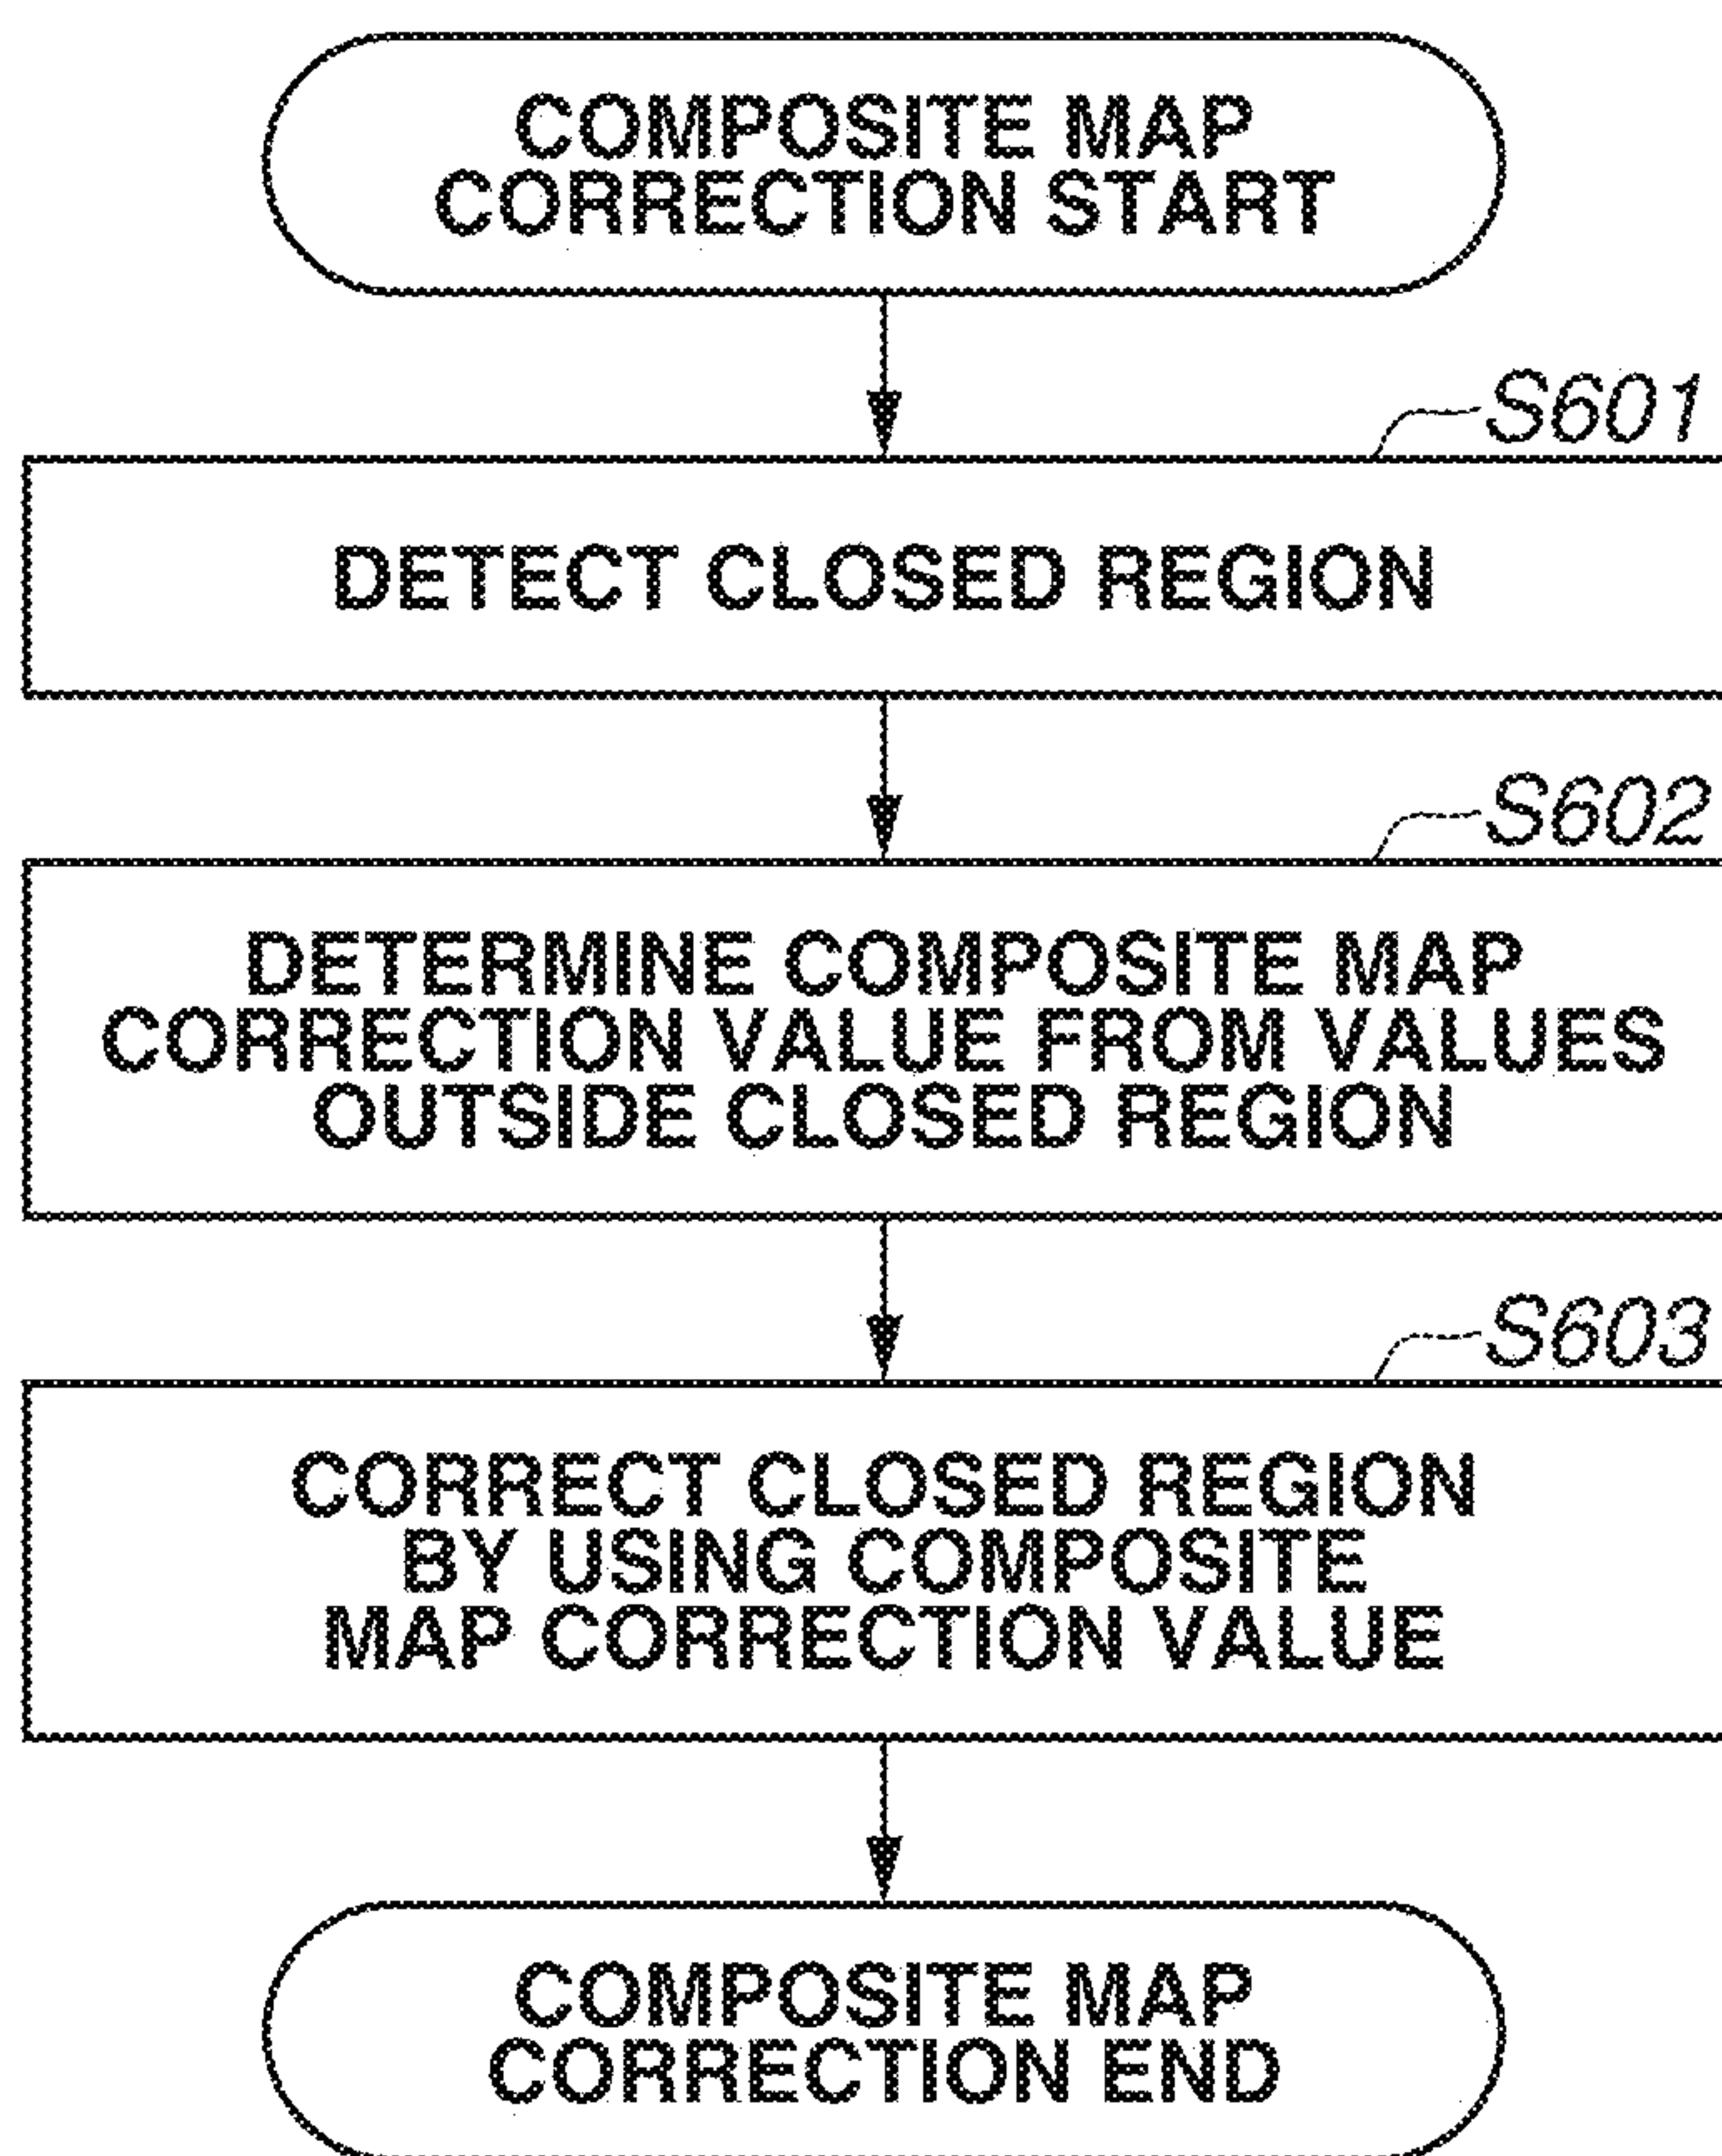 COMPOSITE MAP
CORRECTION START
S601
DETECT CLOSED REGION
S602
DETERMINE COMPOSITE MAP
CORRECTION VALUE FROM VALUES
OUTSIDE CLOSED REGION
S603
CORRECT CLOSED REGION
BY USING COMPOSITE
MAP CORRECTION VALUE
COMPOSITE MAP
CORRECTION END